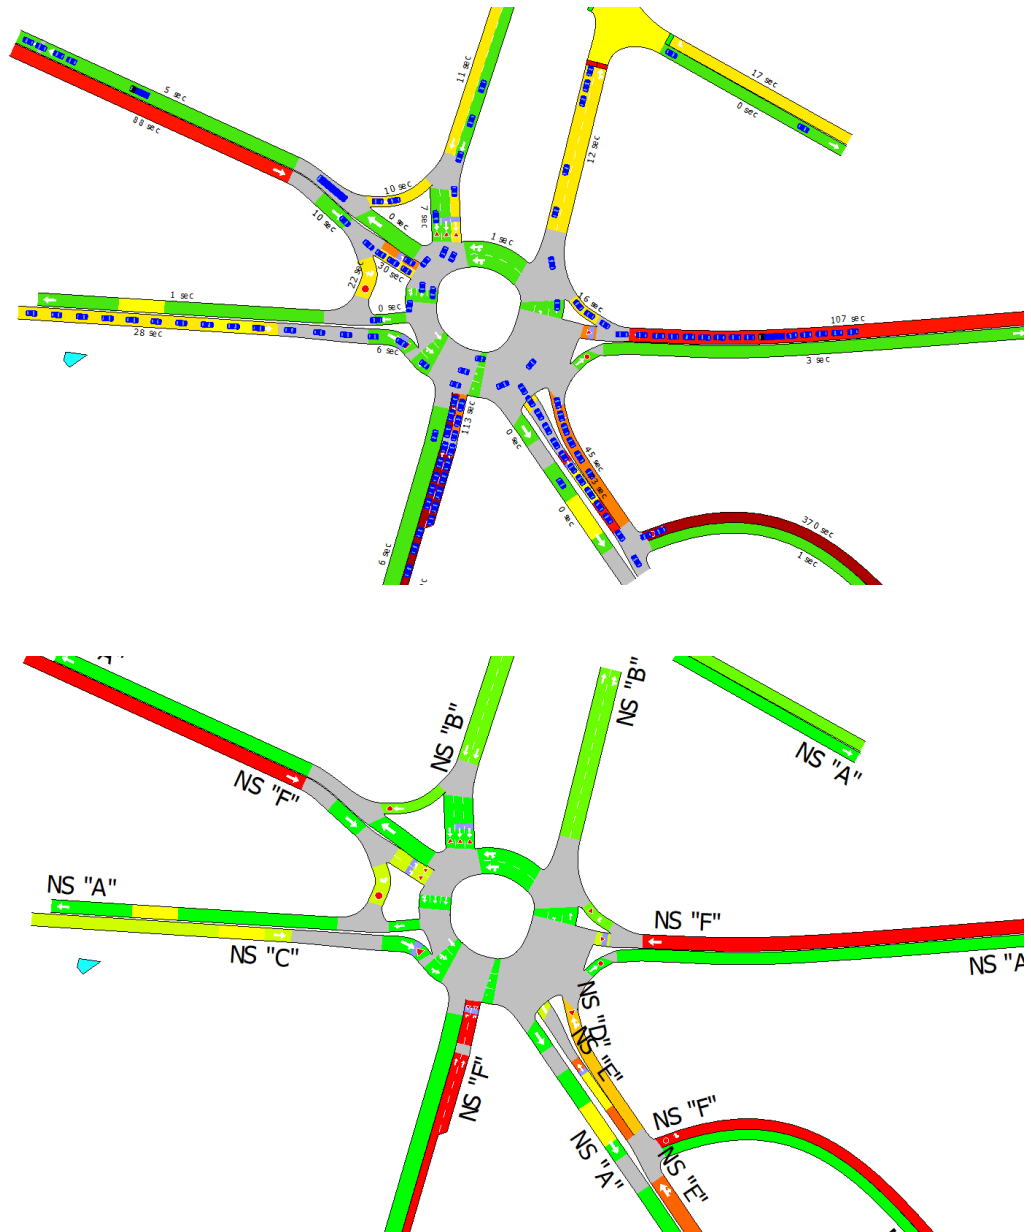 11 sec
17 sec
0 sec
5 sec
88 sec
12 sec
10 sec
10 sec
0 sec
7 sec
1 sec
30 sec
22 sec
16 sec
1 sec
0 sec
107 sec
28 sec
6 sec
3 sec
113 sec
0 sec
45 sec
370 sec
0 sec
1 sec
6 sec
NS "B"
NS "B"
NS "A"
NS "F"
NS "A"
NS "F"
NS "C"
NS "A
NS "D"
NS "E"
NS "F"
NS "F"
NS "A"
NS "E"